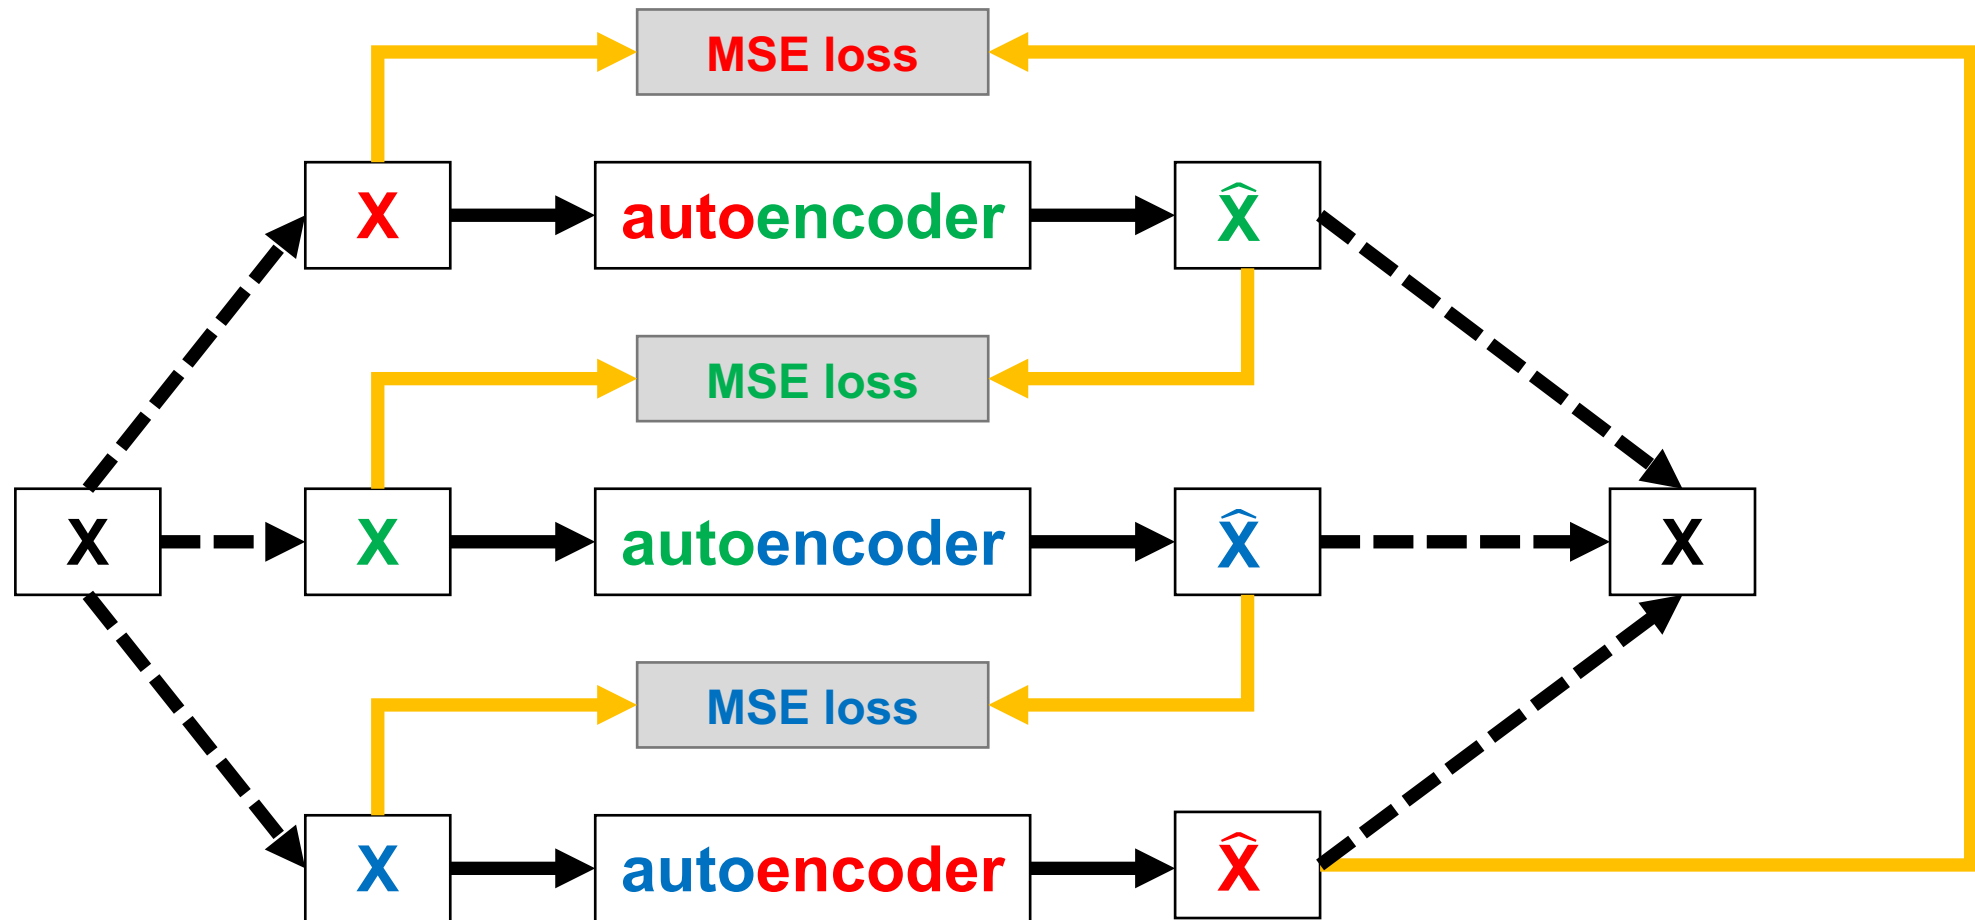 MSE loss
X autoencoder X̂
MSE loss
X X autoencoder X̂ X
MSE loss
X autoencoder X̂